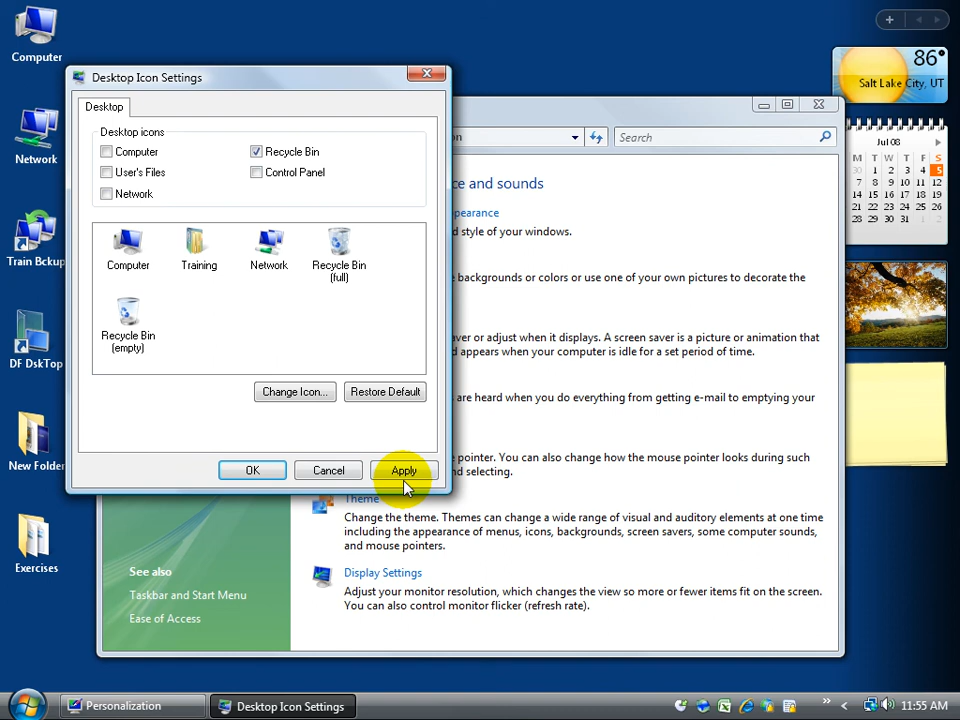 Computer
Network
Train Bckup
DF DskTop
New Folder
Exercises
Desktop Icon Settings
Desktop
Desktop icons
Computer
Recycle Bin
User's Files
Control Panel
Network
Computer
Training
Network
Recycle Bin
(full)
Recycle Bin
(empty)
Change Icon...
Restore Default
OK
Cancel
Apply
Search
ce and sounds
pearance
d style of your windows.
backgrounds or colors or use one of your own pictures to decorate the
ver or adjust when it displays. A screen saver is a picture or animation that
d appears when your computer is idle for a set period of time.
are heard when you do everything from getting e-mail to emptying your
pointer. You can also change how the mouse pointer looks during such
nd selecting.
Theme
Change the theme. Themes can change a wide range of visual and auditory elements at one time
including the appearance of menus, icons, backgrounds, screen savers, some computer sounds,
and mouse pointers.
Display Settings
Adjust your monitor resolution, which changes the view so more or fewer items fit on the screen.
You can also control monitor flicker (refresh rate).
See also
Taskbar and Start Menu
Ease of Access
86°
Salt Lake City, UT
Jul 08
M T W T F S
30 1 2 3 4 5
7 8 9 10 11 12
14 15 16 17 18 19
21 22 23 24 25 26
28 29 30 31 1 2
Personalization
Desktop Icon Settings
11:55 AM